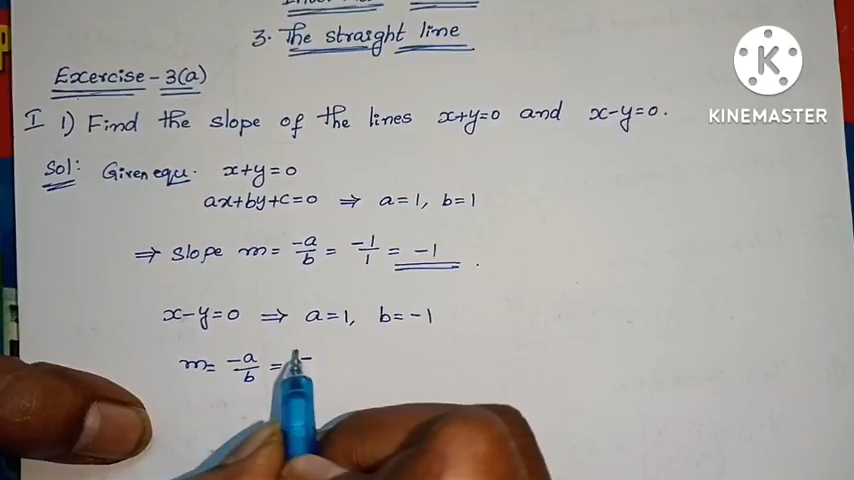 3. The straight line
Exercise - 3(a)
I 1) Find the slope of the lines x+y=0 and x-y=0.
Sol: Given equ. x+y=0
ax+by+c=0 ⇒ a=1, b=1
⇒ slope m = -a/b = -1/1 = -1.
x-y=0 ⇒ a=1, b=-1
m = -a/b = -
K
KINEMASTER